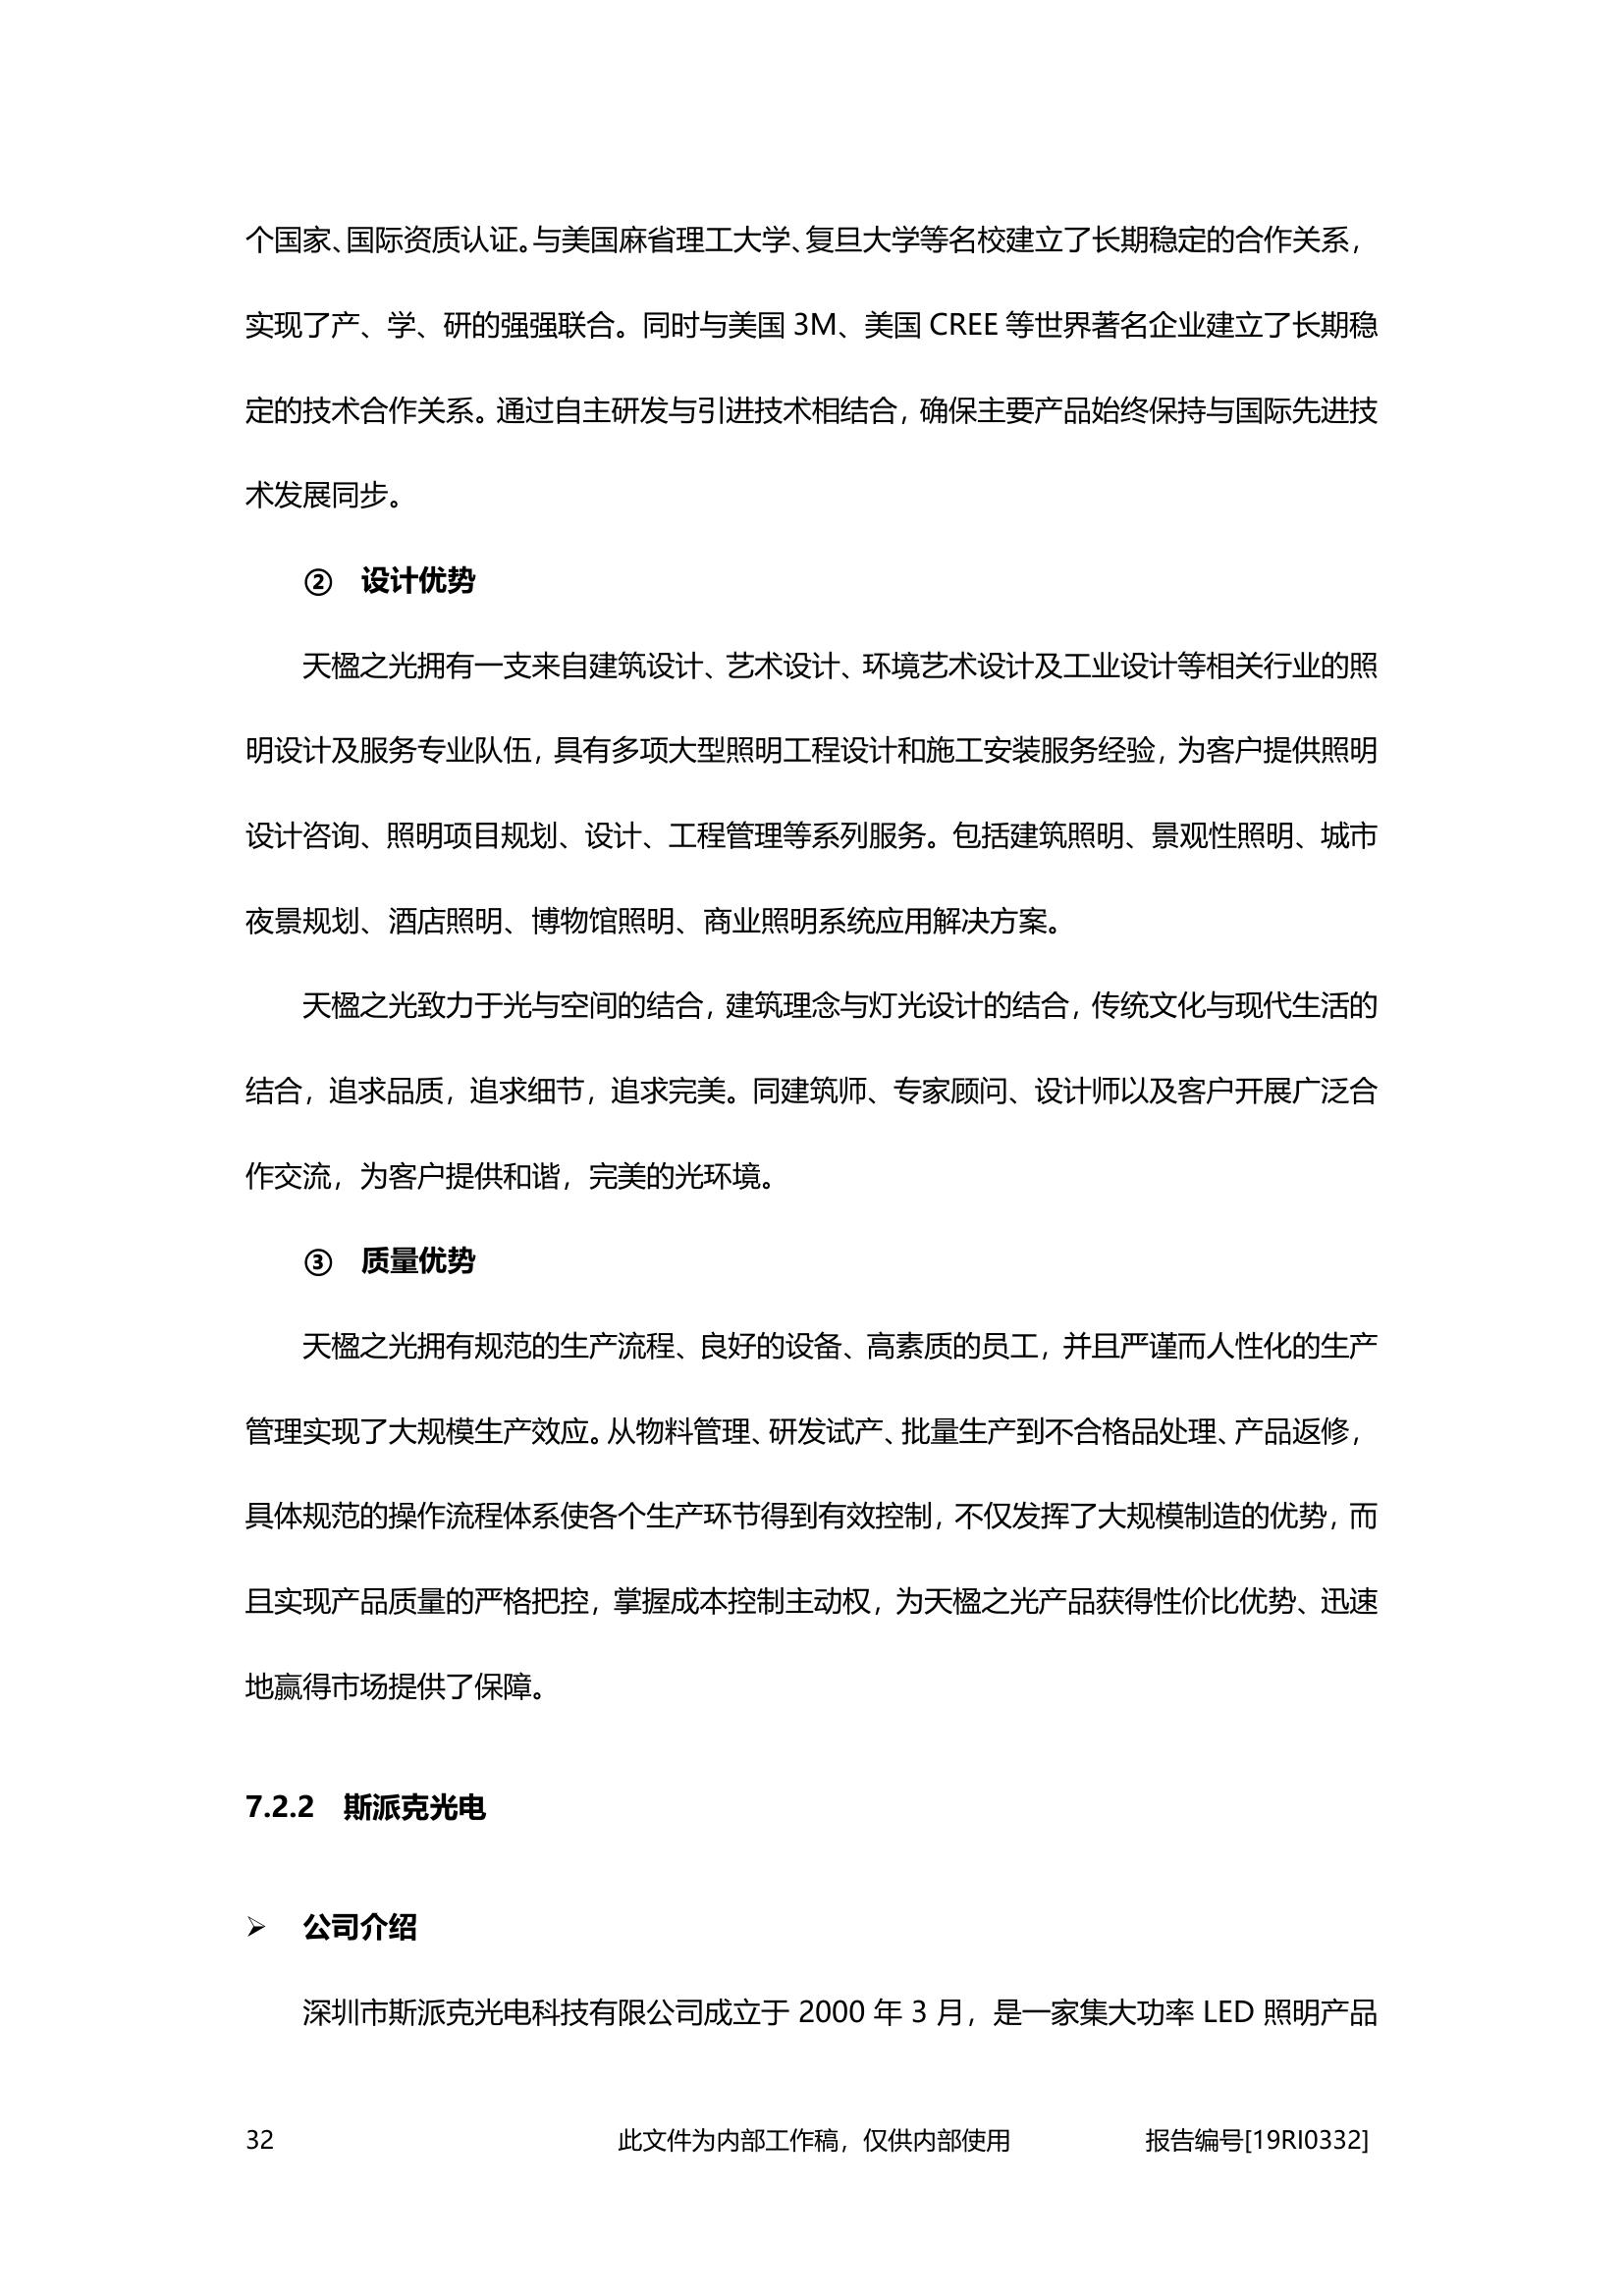 个国家、国际资质认证。与美国麻省理工大学、复旦大学等名校建立了长期稳定的合作关系，
实现了产、学、研的强强联合。同时与美国 3M、美国 CREE 等世界著名企业建立了长期稳
定的技术合作关系。通过自主研发与引进技术相结合，确保主要产品始终保持与国际先进技
术发展同步。
② 设计优势
天楹之光拥有一支来自建筑设计、艺术设计、环境艺术设计及工业设计等相关行业的照
明设计及服务专业队伍，具有多项大型照明工程设计和施工安装服务经验，为客户提供照明
设计咨询、照明项目规划、设计、工程管理等系列服务。包括建筑照明、景观性照明、城市
夜景规划、酒店照明、博物馆照明、商业照明系统应用解决方案。
天楹之光致力于光与空间的结合，建筑理念与灯光设计的结合，传统文化与现代生活的
结合，追求品质，追求细节，追求完美。同建筑师、专家顾问、设计师以及客户开展广泛合
作交流，为客户提供和谐，完美的光环境。
③ 质量优势
天楹之光拥有规范的生产流程、良好的设备、高素质的员工，并且严谨而人性化的生产
管理实现了大规模生产效应。从物料管理、研发试产、批量生产到不合格品处理、产品返修，
具体规范的操作流程体系使各个生产环节得到有效控制，不仅发挥了大规模制造的优势，而
且实现产品质量的严格把控，掌握成本控制主动权，为天楹之光产品获得性价比优势、迅速
地赢得市场提供了保障。
7.2.2 斯派克光电
➢ 公司介绍
深圳市斯派克光电科技有限公司成立于 2000 年 3 月，是一家集大功率 LED 照明产品
32 此文件为内部工作稿，仅供内部使用 报告编号[19RI0332]